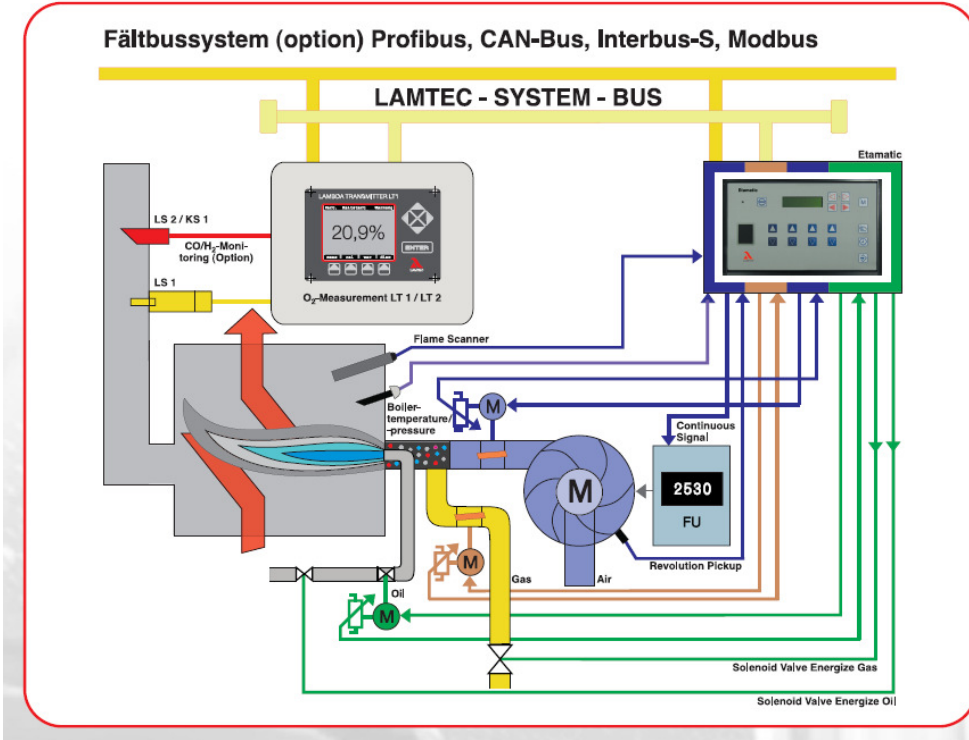 Fältbussystem (option) Profibus, CAN-Bus, Interbus-S, Modbus
LAMTEC - SYSTEM - BUS
Etamatic
LS 2 / KS 1
CO/H₂-Moni-
toring (Option)
LS 1
LAMBDA TRANSMITTER LT1
20,9%
ENTER
LAMTEC
O₂-Measurement LT 1 / LT 2
Etamatic
Flame Scanner
Boiler-
temperature/
-pressure
M
Continuous
Signal
2530
FU
M
Revolution Pickup
Air
M
Gas
Oil
M
Solenoid Valve Energize Gas
Solenoid Valve Energize Oil